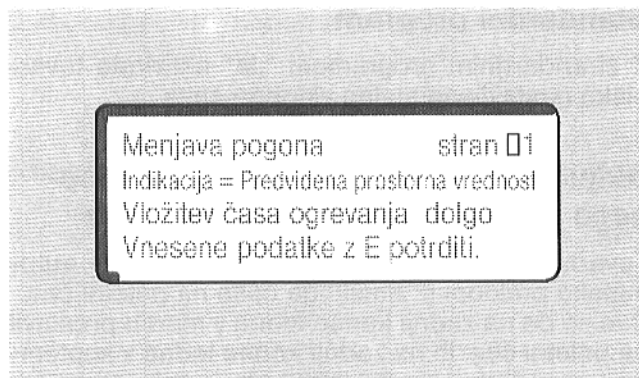 Menjava pogona stran 01
Indikacija = Predvidena prostorna vrednost
Vložitev časa ogrevanja dolgo
Vnesene podatke z E potrditi.